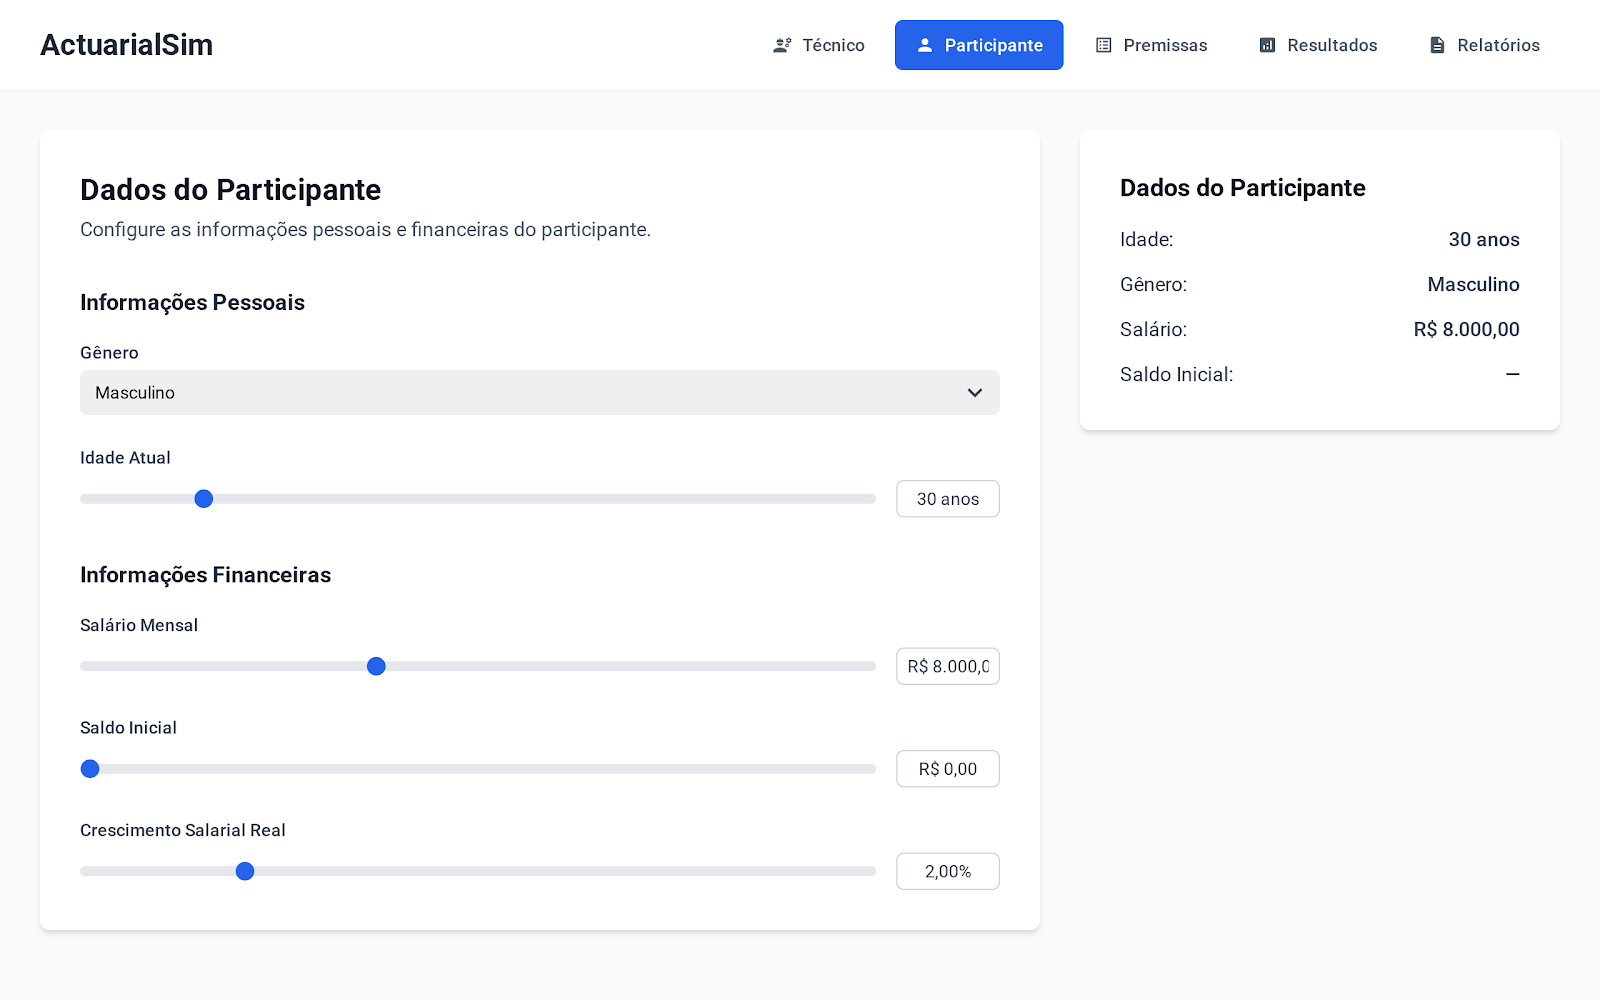 ActuarialSim
Técnico
Participante
Premissas
Resultados
Relatórios
Dados do Participante
Configure as informações pessoais e financeiras do participante.
Informações Pessoais
Gênero
Masculino
Idade Atual
30 anos
Informações Financeiras
Salário Mensal
R$ 8.000,0
Saldo Inicial
R$ 0,00
Crescimento Salarial Real
2,00%
Dados do Participante
Idade: 30 anos
Gênero: Masculino
Salário: R$ 8.000,00
Saldo Inicial: —